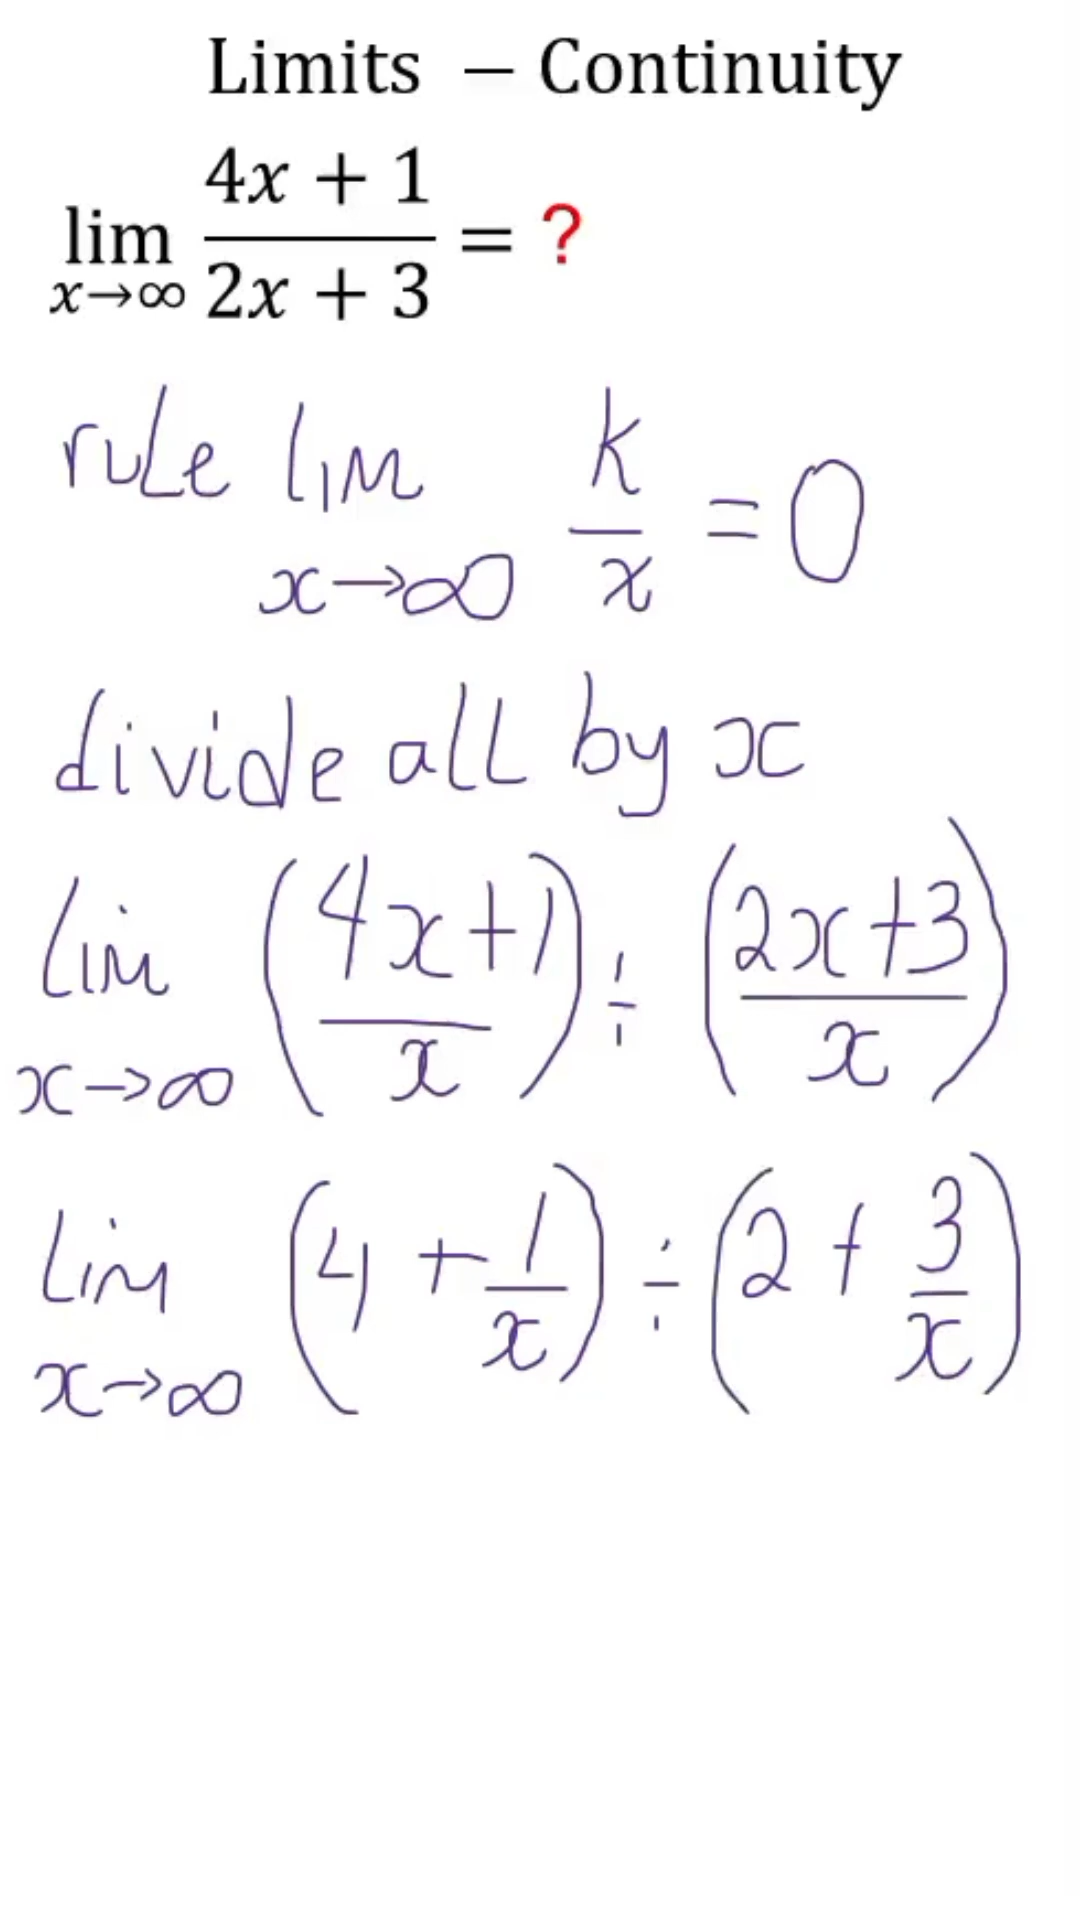 Limits – Continuity
lim x→∞ (4x + 1)/(2x + 3) = ?
rule lim x→∞ k/x = 0
divide all by x
lim x→∞ ((4x+1)/x) ÷ ((2x+3)/x)
lim x→∞ (4 + 1/x) ÷ (2 + 3/x)